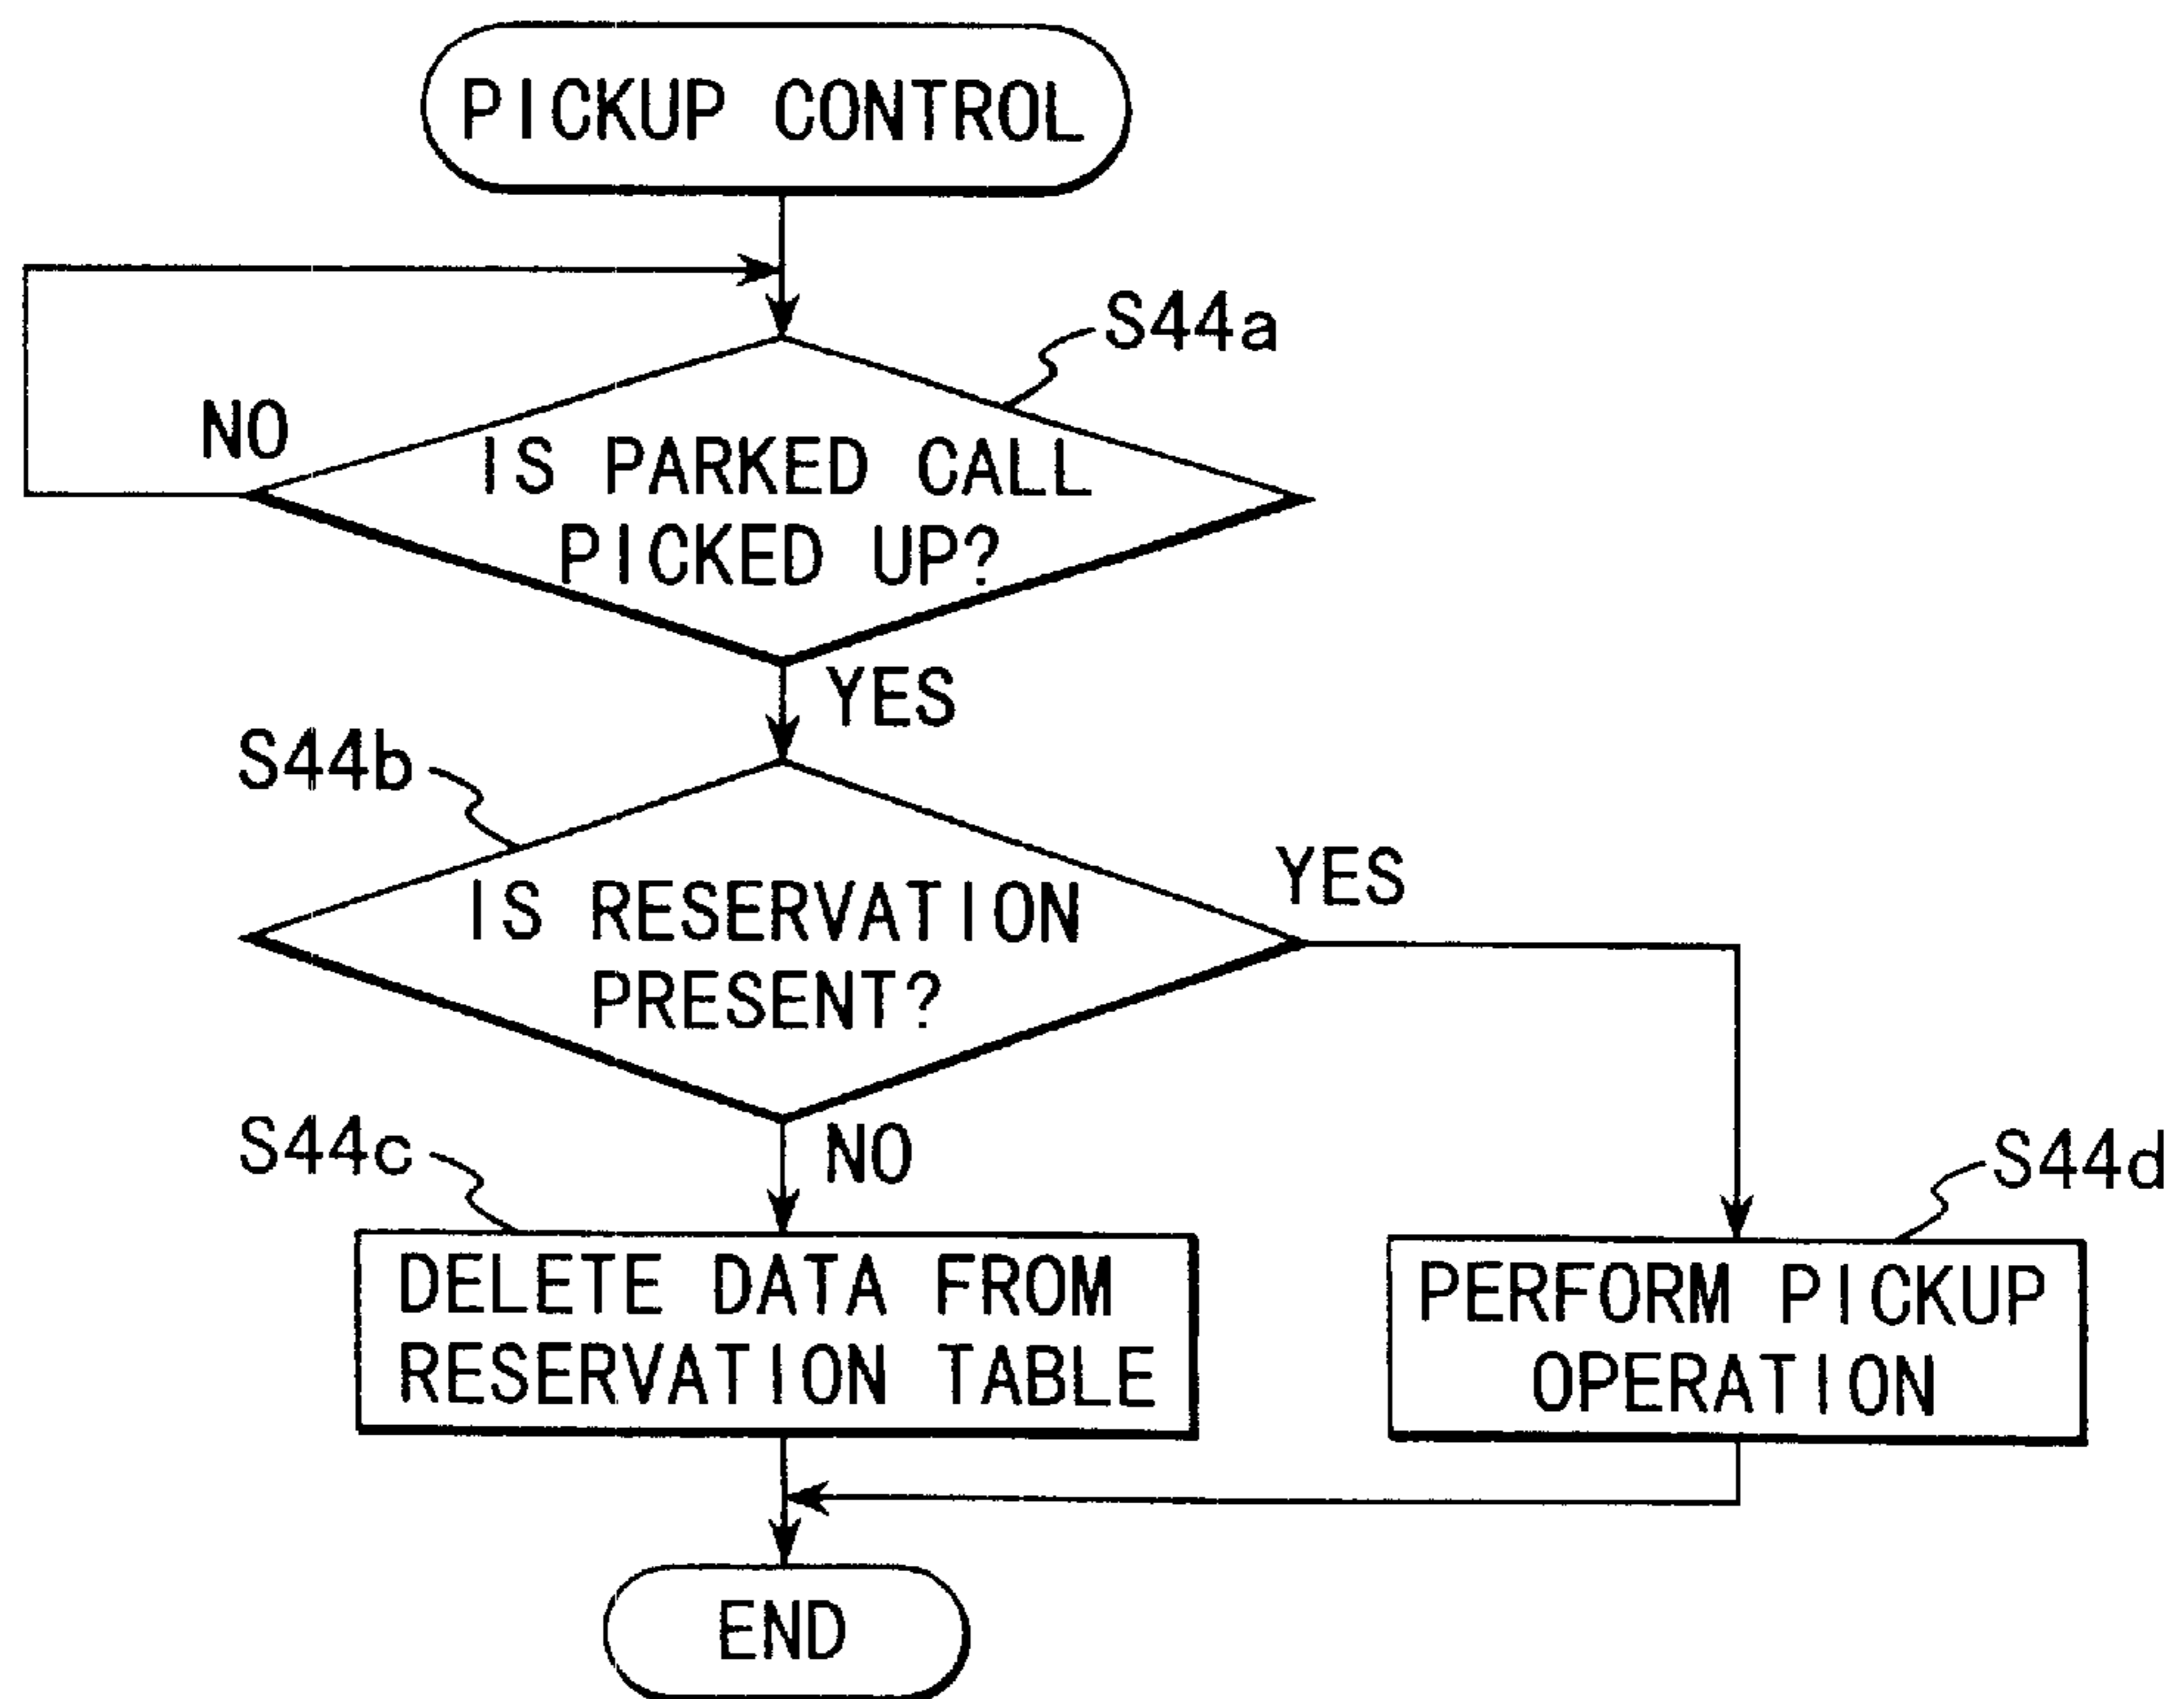 PICKUP CONTROL
S44a
NO
IS PARKED CALL
PICKED UP?
YES
S44b
YES
IS RESERVATION
PRESENT?
S44c
NO
S44d
DELETE DATA FROM
RESERVATION TABLE
PERFORM PICKUP
OPERATION
END